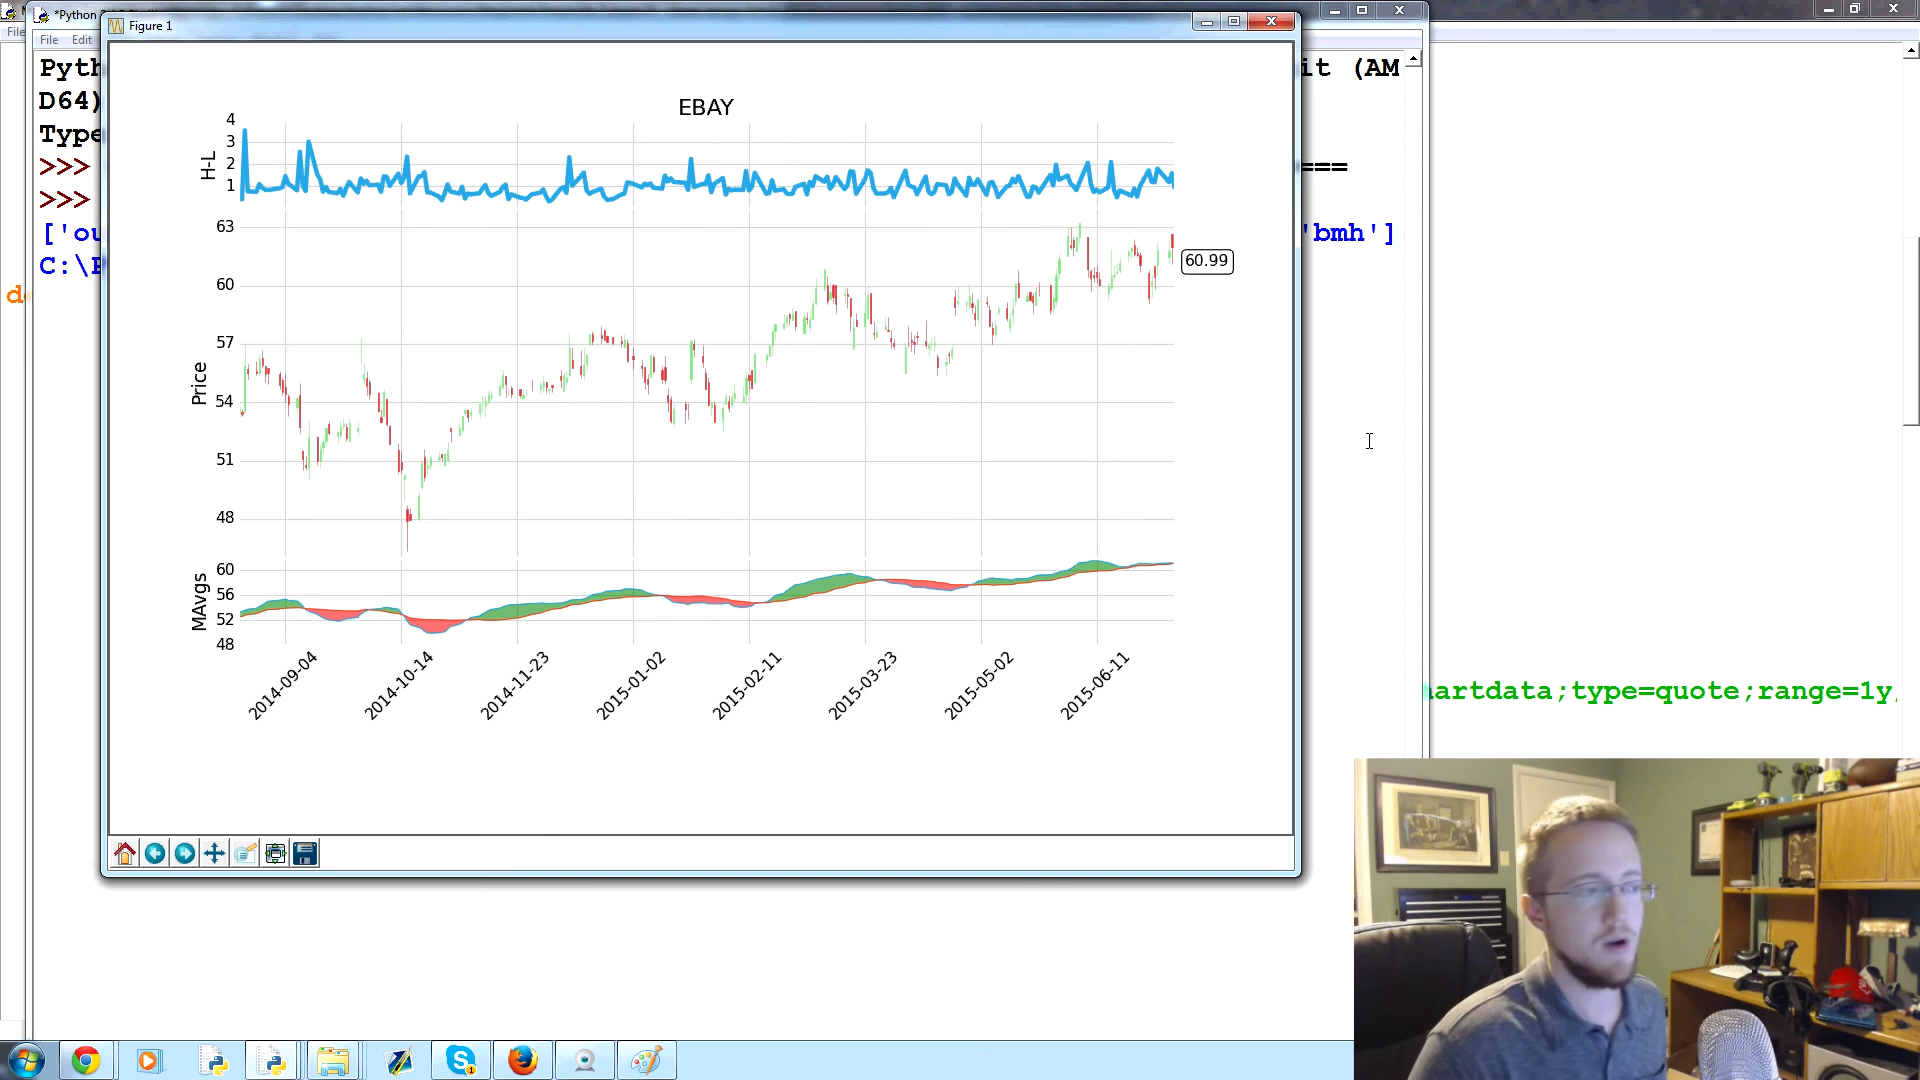 *Python
Figure 1
File
File Edit
Pyth
it (AM
D64)
Type
>>>
===
>>>
['ou
'bmh']
C:\
EBAY
4
3
2
1
H-L
63
60
57
54
51
48
Price
60.99
60
56
52
48
MAvgs
2014-09-04
2014-10-14
2014-11-23
2015-01-02
2015-02-11
2015-03-23
2015-05-02
2015-06-11
artdata;type=quote;range=1y